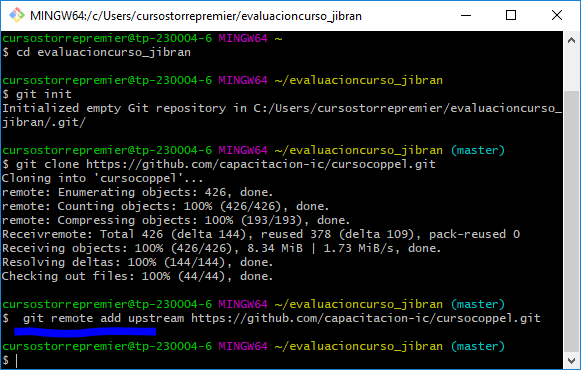 MINGW64:/c/Users/cursostorrepremier/evaluacioncurso_jibran
cursostorrepremier@tp-230004-6 MINGW64 ~
$ cd evaluacioncurso_jibran
cursostorrepremier@tp-230004-6 MINGW64 ~/evaluacioncurso_jibran
$ git init
Initialized empty Git repository in C:/Users/cursostorrepremier/evaluacioncurso_
jibran/.git/
cursostorrepremier@tp-230004-6 MINGW64 ~/evaluacioncurso_jibran (master)
$ git clone https://github.com/capacitacion-ic/cursocoppel.git
Cloning into 'cursocoppel'...
remote: Enumerating objects: 426, done.
remote: Counting objects: 100% (426/426), done.
remote: Compressing objects: 100% (193/193), done.
Receivremote: Total 426 (delta 144), reused 378 (delta 109), pack-reused 0
Receiving objects: 100% (426/426), 8.34 MiB | 1.73 MiB/s, done.
Resolving deltas: 100% (144/144), done.
Checking out files: 100% (44/44), done.
cursostorrepremier@tp-230004-6 MINGW64 ~/evaluacioncurso_jibran (master)
$  git remote add upstream https://github.com/capacitacion-ic/cursocoppel.git
cursostorrepremier@tp-230004-6 MINGW64 ~/evaluacioncurso_jibran (master)
$